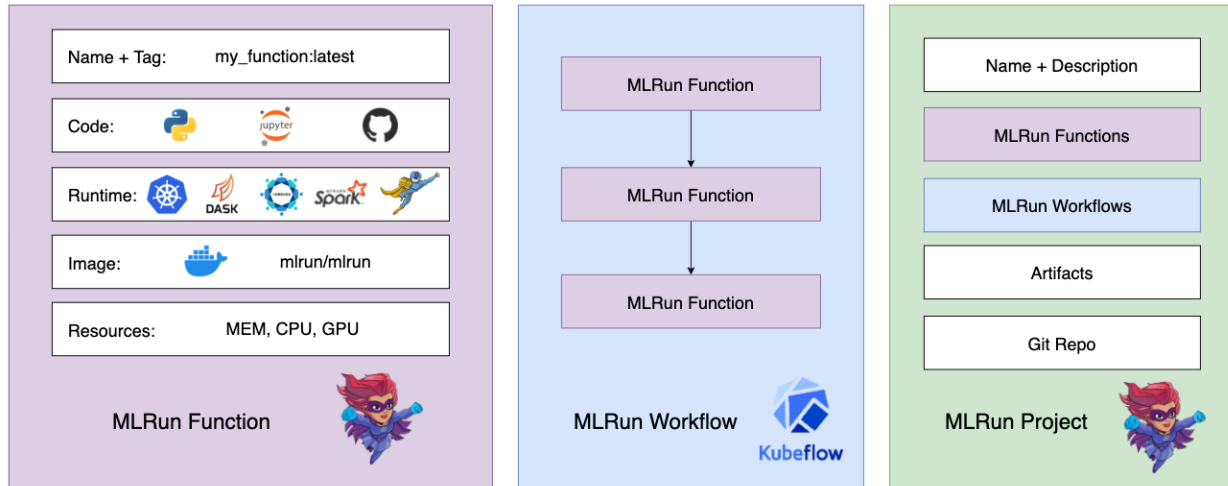 Name + Tag: my_function:latest
Code: jupyter
Runtime: DASK Spark
Image: mlrun/mlrun
Resources: MEM, CPU, GPU
MLRun Function
MLRun Function
MLRun Function
MLRun Function
MLRun Workflow
Kubeflow
Name + Description
MLRun Functions
MLRun Workflows
Artifacts
Git Repo
MLRun Project